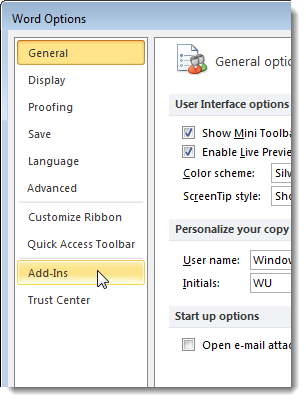 Word Options
General
Display
Proofing
Save
Language
Advanced
Customize Ribbon
Quick Access Toolbar
Add-Ins
Trust Center
General optio
User Interface options
Show Mini Toolba
Enable Live Previe
Color scheme: Silv
ScreenTip style: Sho
Personalize your copy
User name: Window
Initials: WU
Start up options
Open e-mail attac